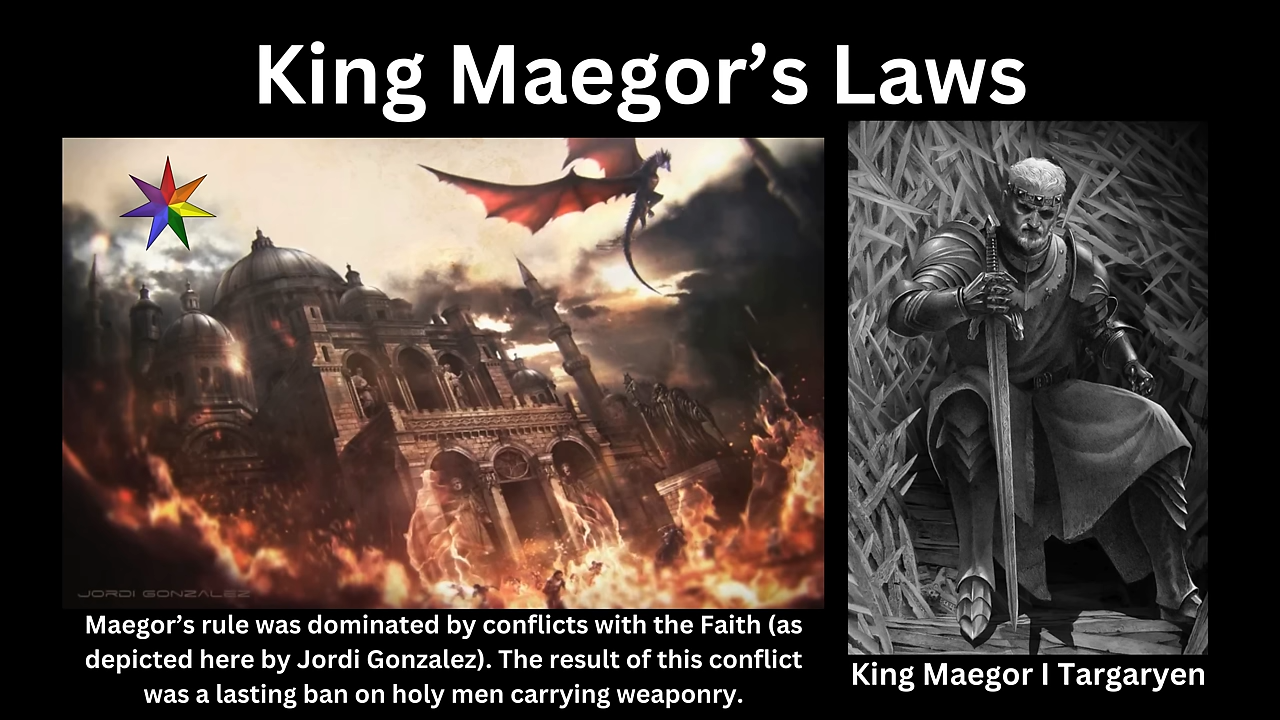 King Maegor’s Laws
JORDI GONZALEZ
Maegor’s rule was dominated by conflicts with the Faith (as
depicted here by Jordi Gonzalez). The result of this conflict
was a lasting ban on holy men carrying weaponry.
King Maegor I Targaryen